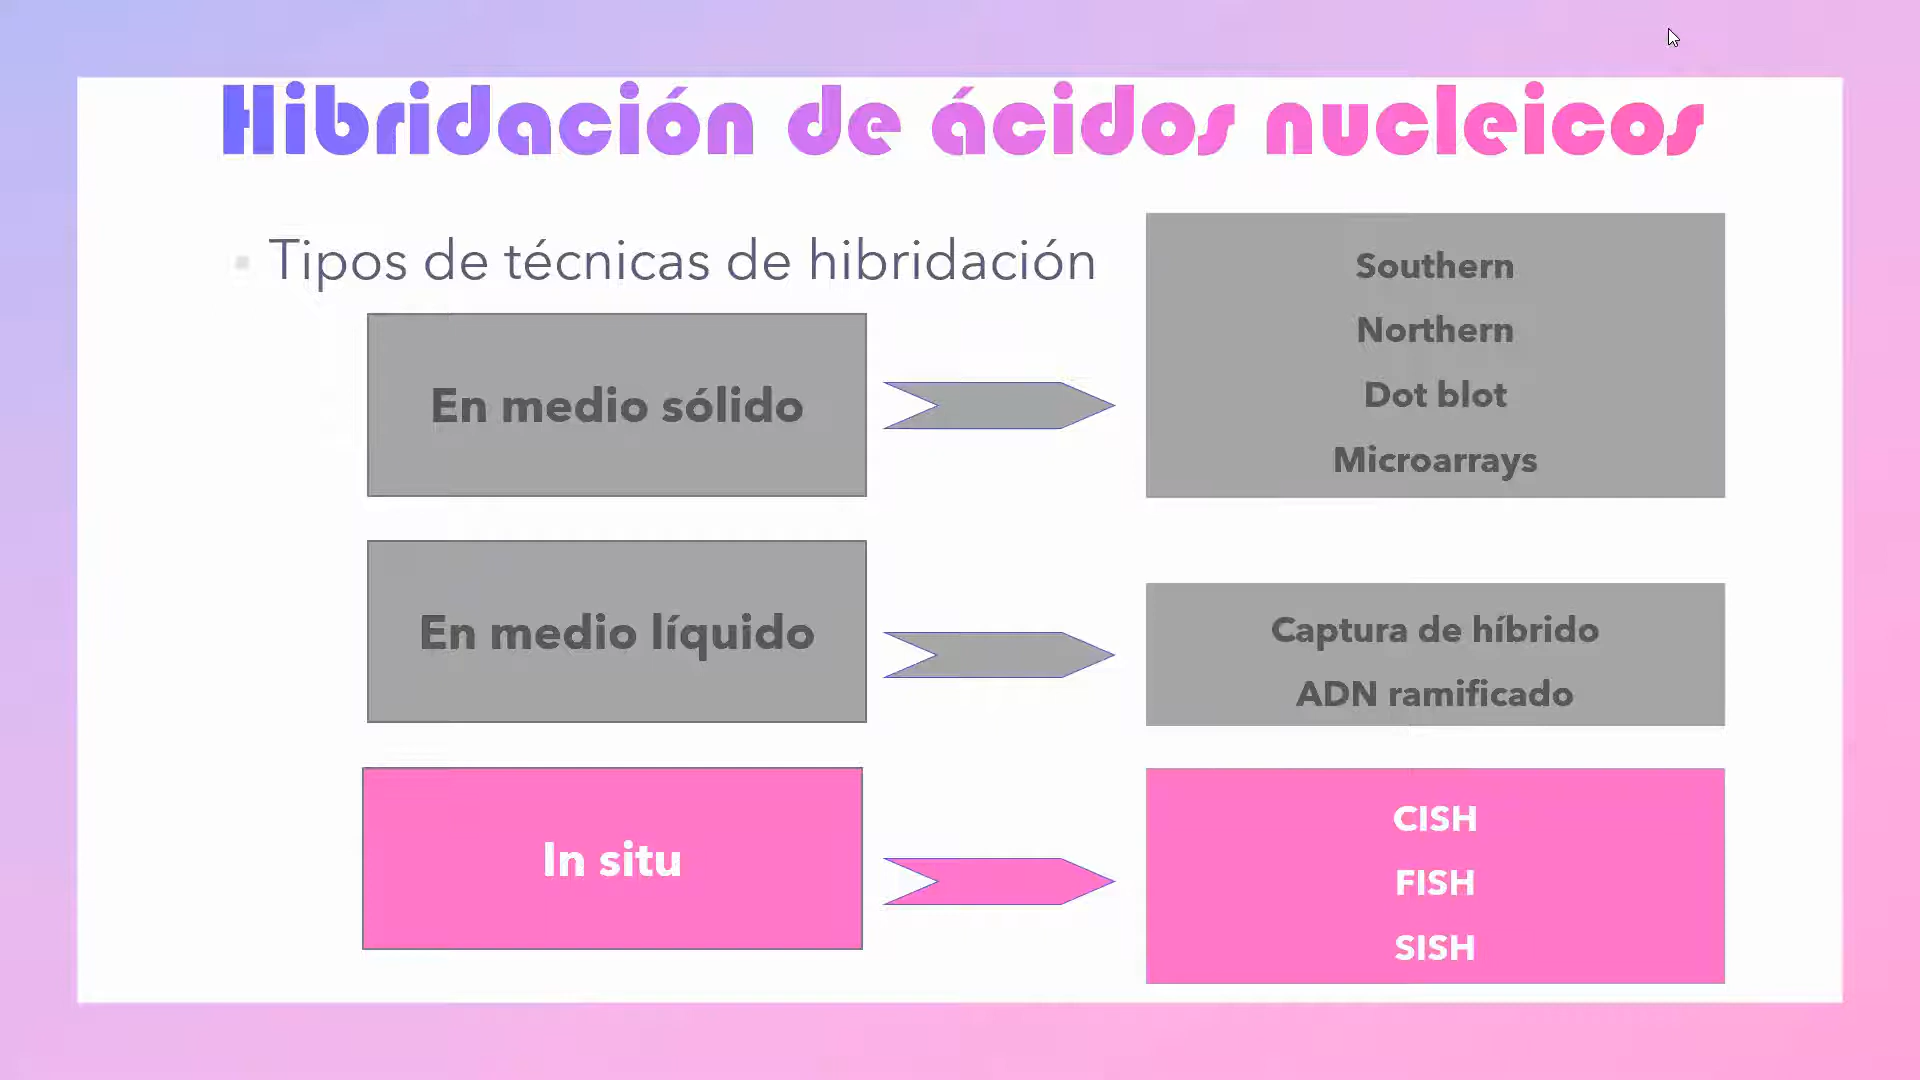 Hibridación de ácidos nucleicos
Tipos de técnicas de hibridación
En medio sólido
Southern
Northern
Dot blot
Microarrays
En medio líquido
Captura de híbrido
ADN ramificado
In situ
CISH
FISH
SISH